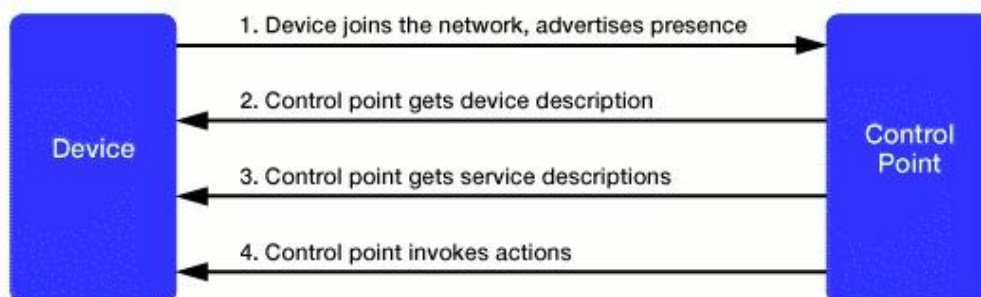 1. Device joins the network, advertises presence
2. Control point gets device description
Device
Control
Point
3. Control point gets service descriptions
4. Control point invokes actions